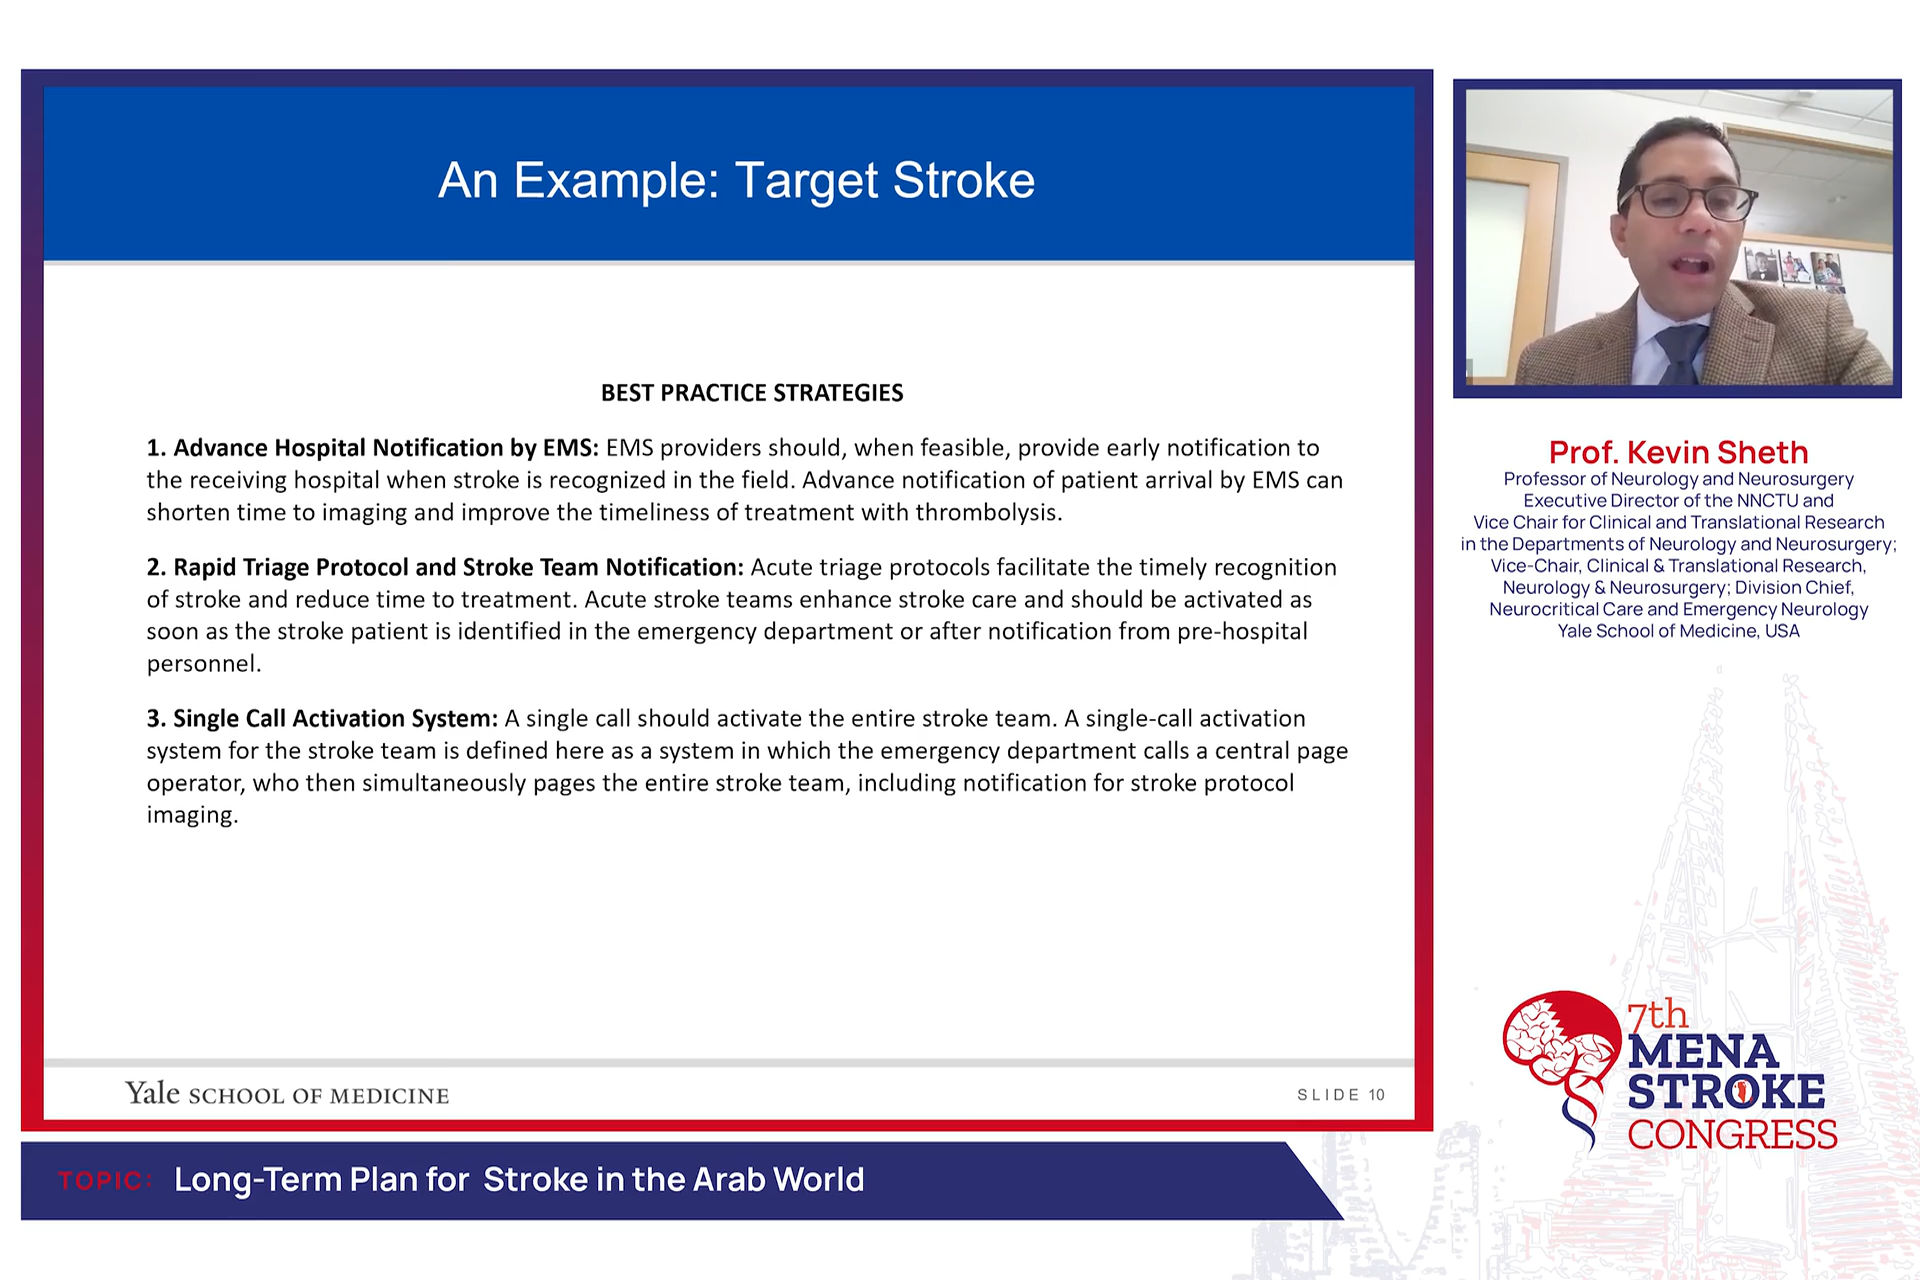 An Example: Target Stroke
BEST PRACTICE STRATEGIES
1. Advance Hospital Notification by EMS: EMS providers should, when feasible, provide early notification to
the receiving hospital when stroke is recognized in the field. Advance notification of patient arrival by EMS can
shorten time to imaging and improve the timeliness of treatment with thrombolysis.
2. Rapid Triage Protocol and Stroke Team Notification: Acute triage protocols facilitate the timely recognition
of stroke and reduce time to treatment. Acute stroke teams enhance stroke care and should be activated as
soon as the stroke patient is identified in the emergency department or after notification from pre-hospital
personnel.
3. Single Call Activation System: A single call should activate the entire stroke team. A single-call activation
system for the stroke team is defined here as a system in which the emergency department calls a central page
operator, who then simultaneously pages the entire stroke team, including notification for stroke protocol
imaging.
Yale SCHOOL OF MEDICINE
SLIDE 10
Prof. Kevin Sheth
Professor of Neurology and Neurosurgery
Executive Director of the NNCTU and
Vice Chair for Clinical and Translational Research
in the Departments of Neurology and Neurosurgery;
Vice-Chair, Clinical & Translational Research,
Neurology & Neurosurgery; Division Chief,
Neurocritical Care and Emergency Neurology
Yale School of Medicine, USA
7th
MENA
STROKE
CONGRESS
TOPIC: Long-Term Plan for Stroke in the Arab World